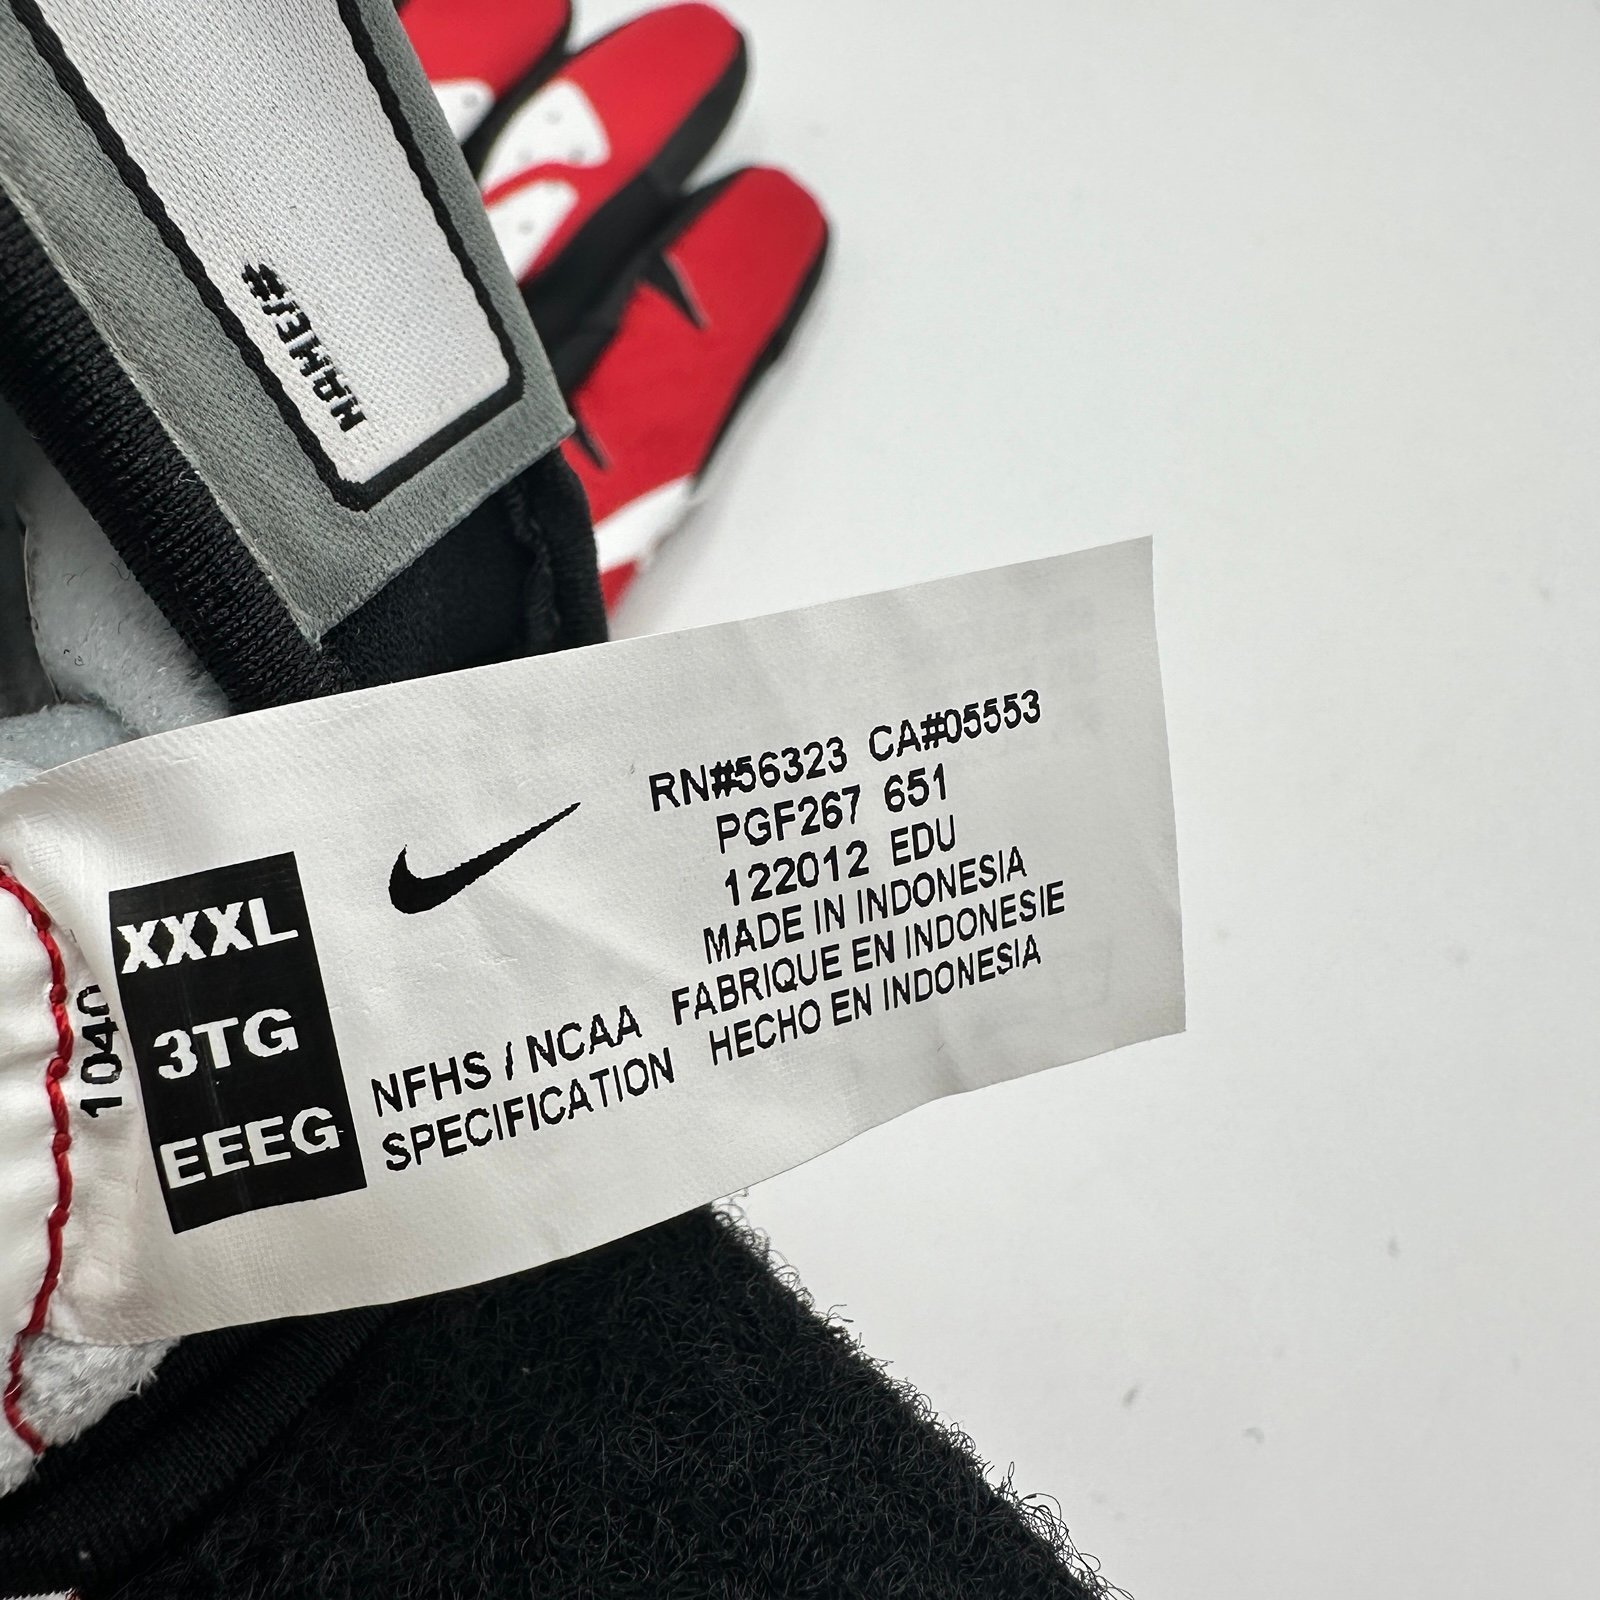 NAME/#
RN#56323 CA#05553
PGF267 651
122012 EDU
MADE IN INDONESIA
FABRIQUE EN INDONESIE
HECHO EN INDONESIA
NFHS / NCAA
SPECIFICATION
XXXL
3TG
EEEG
1040